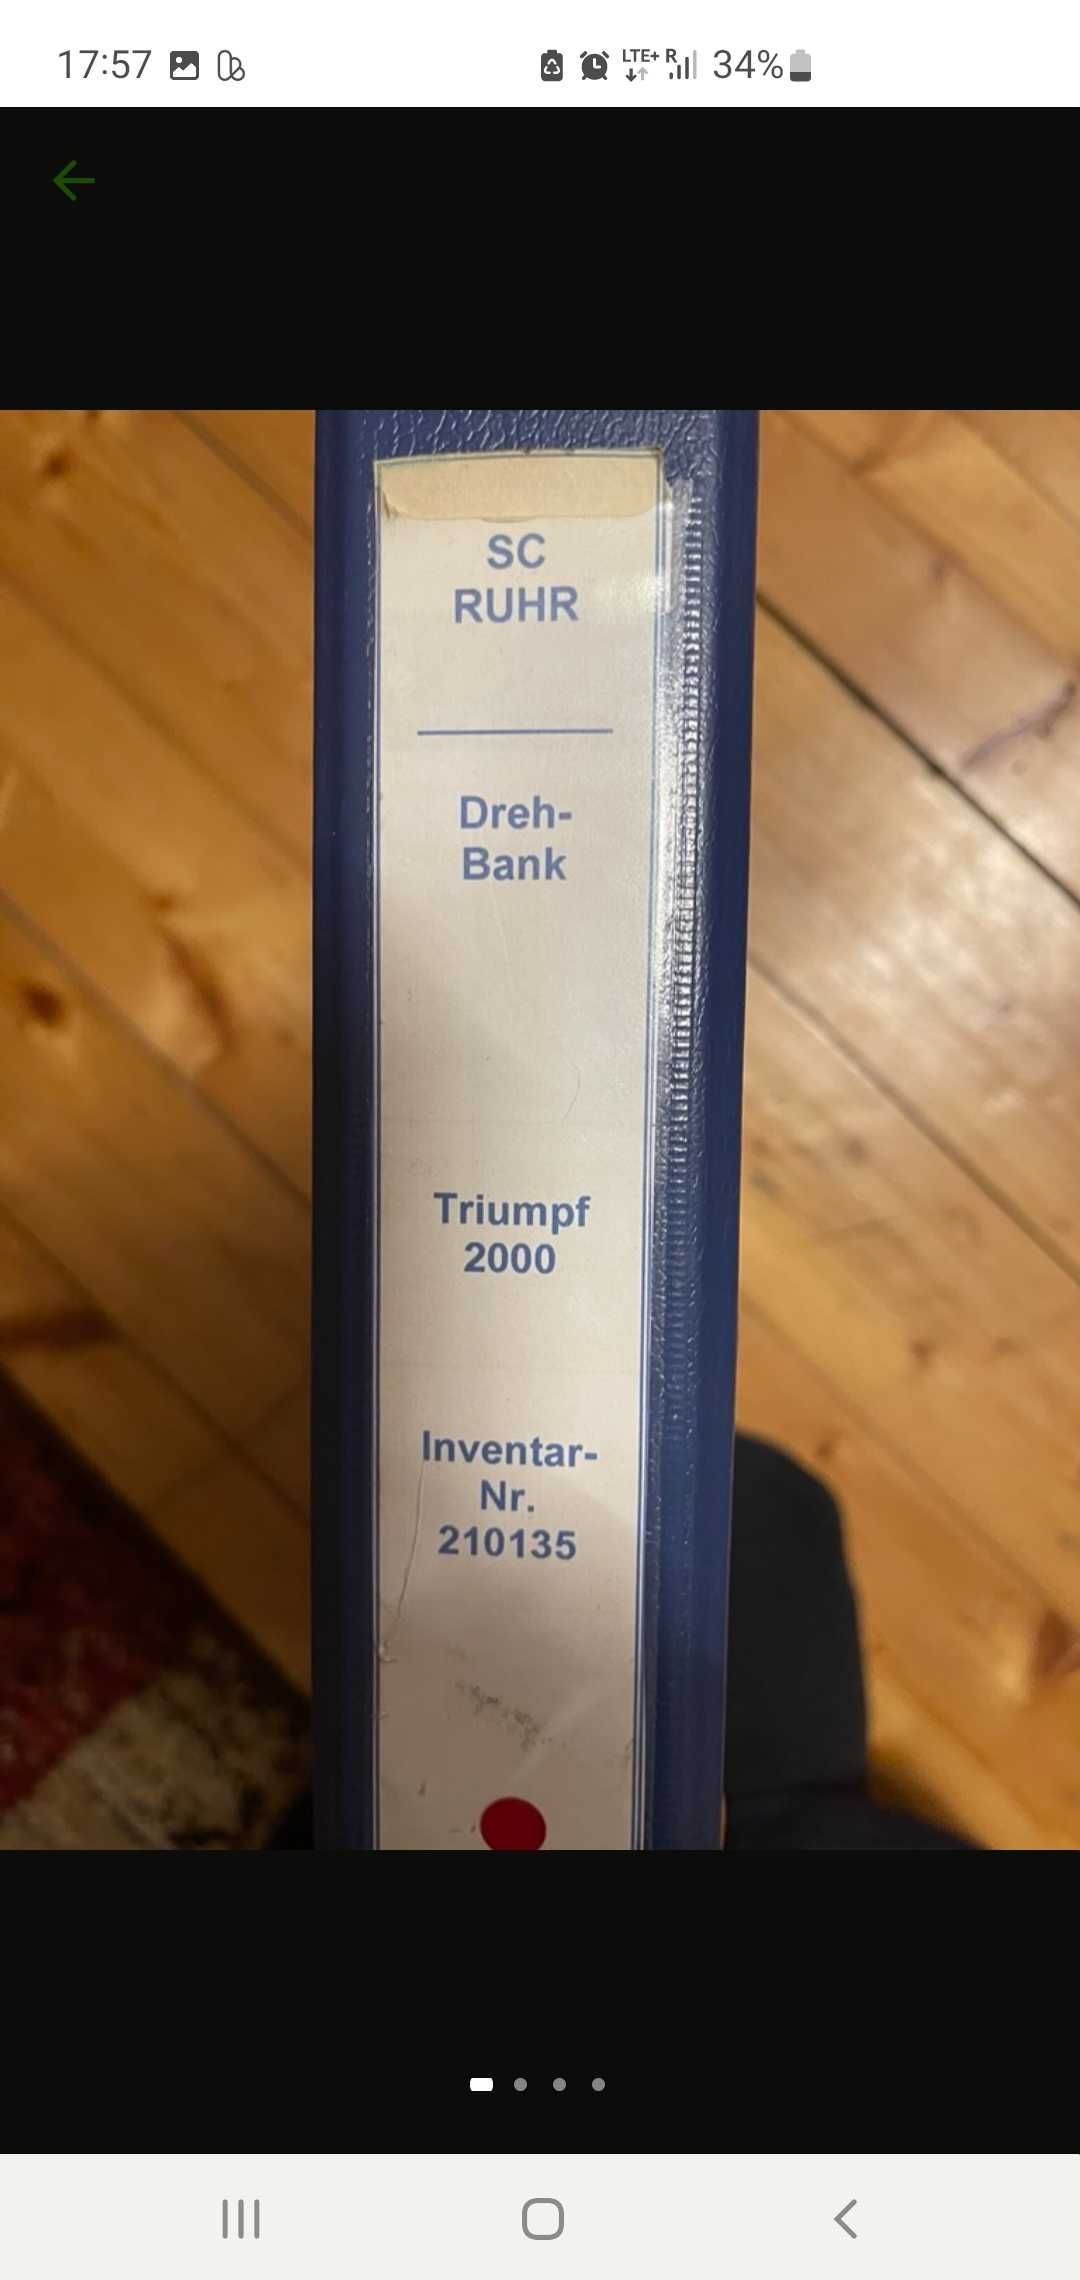 17:57
LTE+ R
34%
SC
RUHR
Dreh-
Bank
Triumpf
2000
Inventar-
Nr.
210135